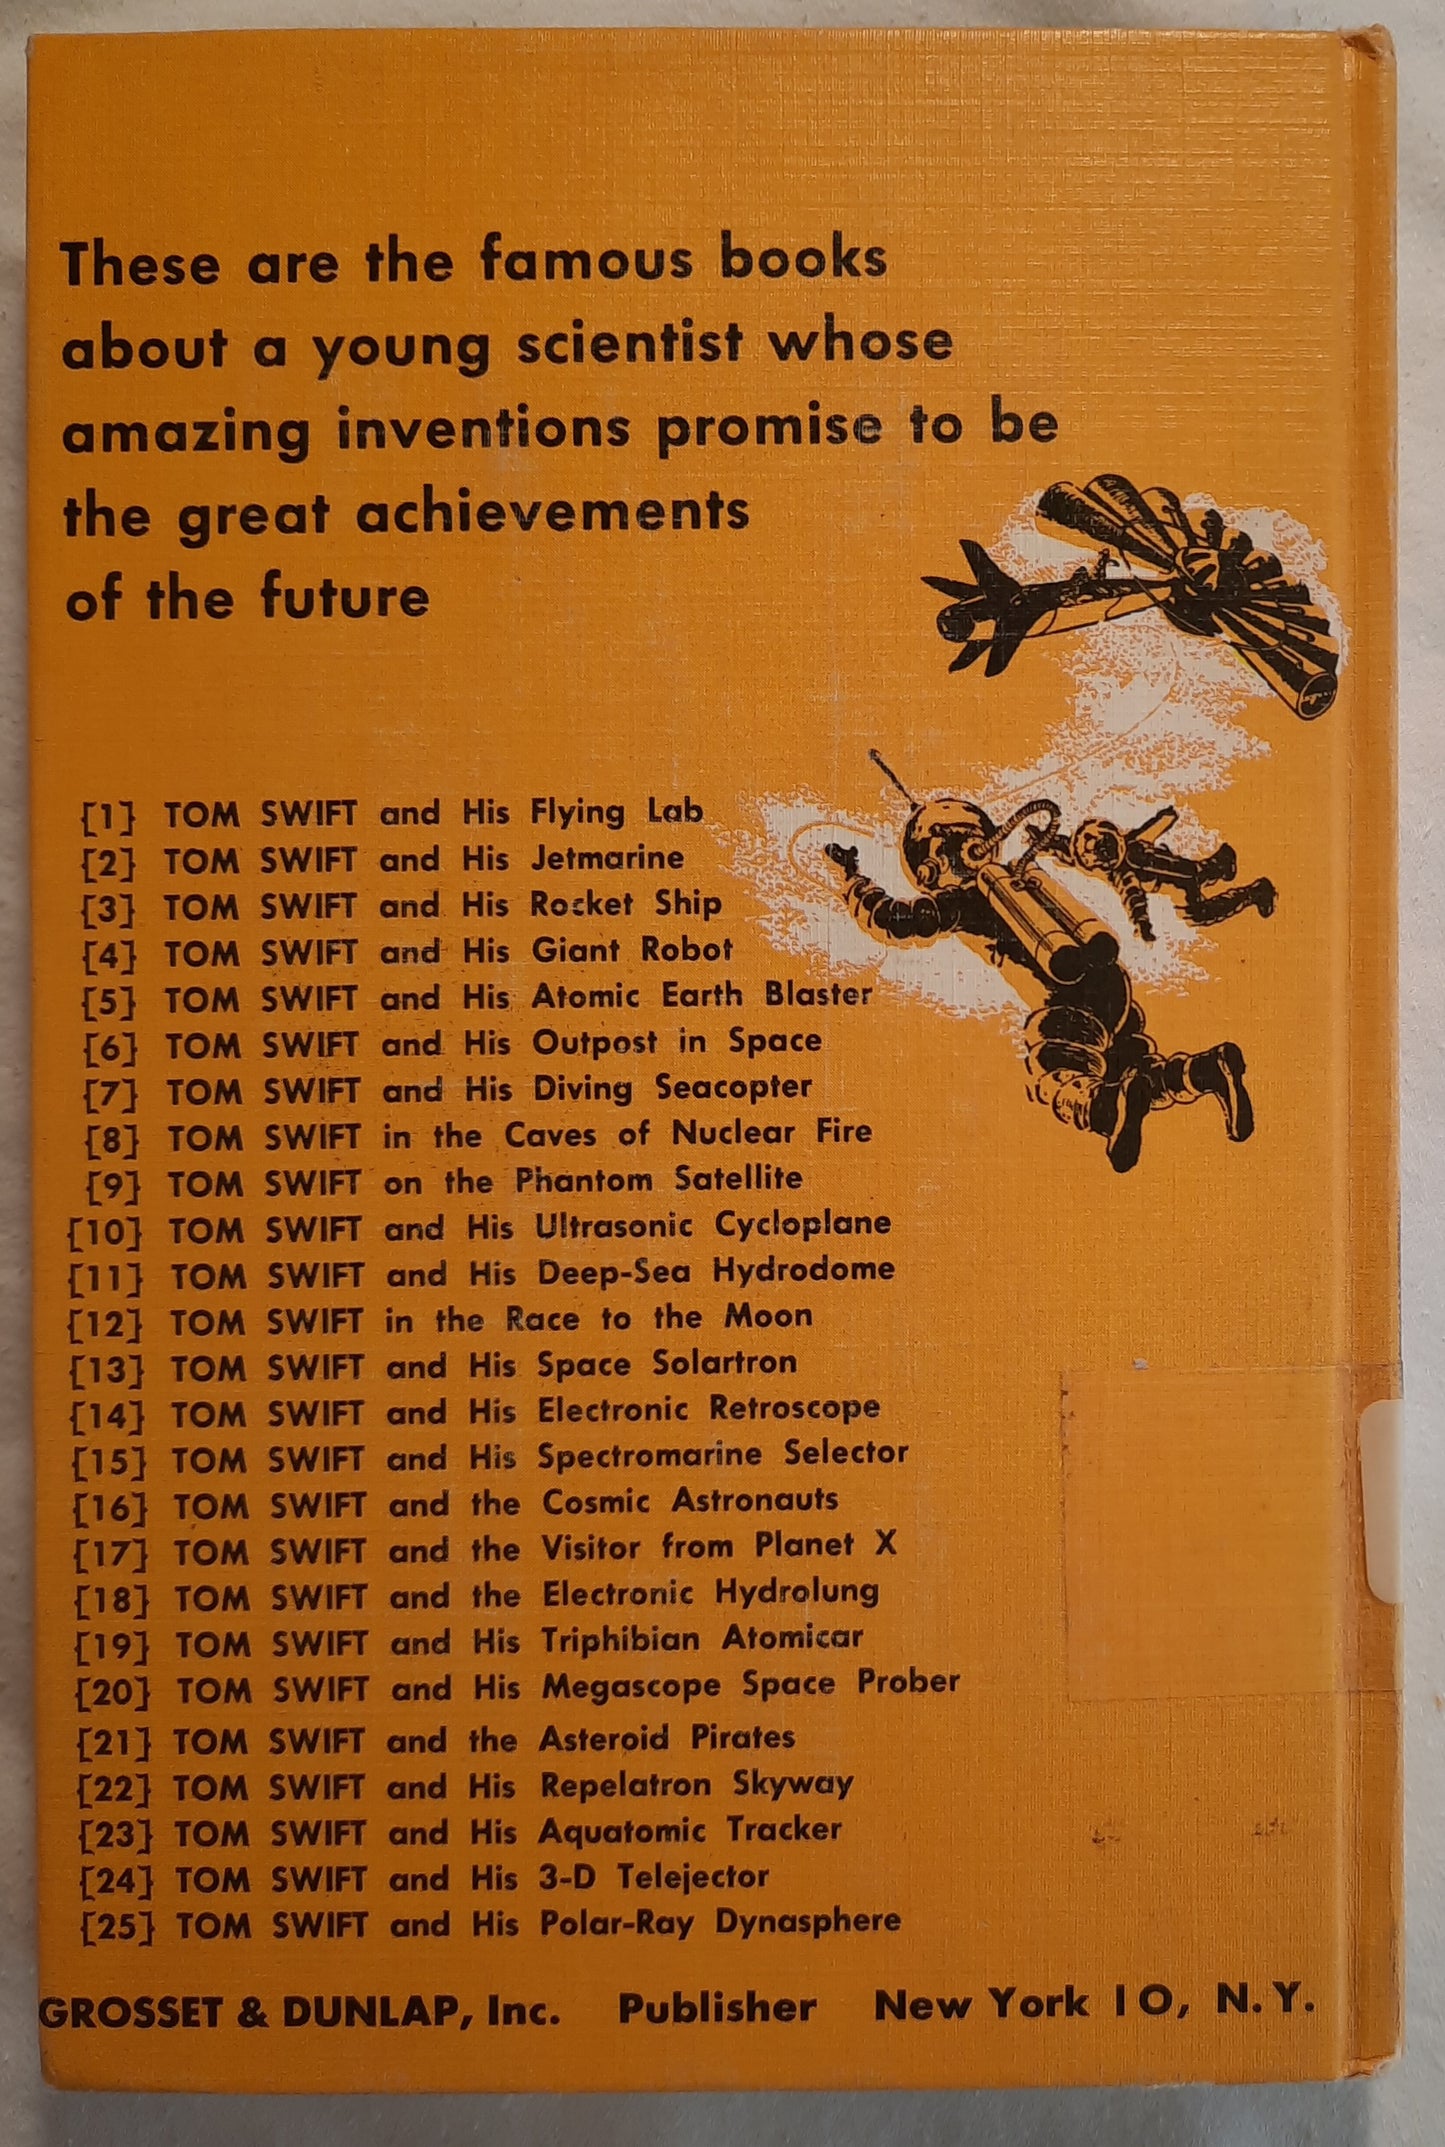 These are the famous books
about a young scientist whose
amazing inventions promise to be
the great achievements
of the future
[1] TOM SWIFT and His Flying Lab
[2] TOM SWIFT and His Jetmarine
[3] TOM SWIFT and His Rocket Ship
[4] TOM SWIFT and His Giant Robot
[5] TOM SWIFT and His Atomic Earth Blaster
[6] TOM SWIFT and His Outpost in Space
[7] TOM SWIFT and His Diving Seacopter
[8] TOM SWIFT in the Caves of Nuclear Fire
[9] TOM SWIFT on the Phantom Satellite
[10] TOM SWIFT and His Ultrasonic Cycloplane
[11] TOM SWIFT and His Deep-Sea Hydrodome
[12] TOM SWIFT in the Race to the Moon
[13] TOM SWIFT and His Space Solartron
[14] TOM SWIFT and His Electronic Retroscope
[15] TOM SWIFT and His Spectromarine Selector
[16] TOM SWIFT and the Cosmic Astronauts
[17] TOM SWIFT and the Visitor from Planet X
[18] TOM SWIFT and the Electronic Hydrolung
[19] TOM SWIFT and His Triphibian Atomicar
[20] TOM SWIFT and His Megascope Space Prober
[21] TOM SWIFT and the Asteroid Pirates
[22] TOM SWIFT and His Repelatron Skyway
[23] TOM SWIFT and His Aquatomic Tracker
[24] TOM SWIFT and His 3-D Telejector
[25] TOM SWIFT and His Polar-Ray Dynasphere
GROSSET & DUNLAP, Inc. Publisher New York 10, N.Y.